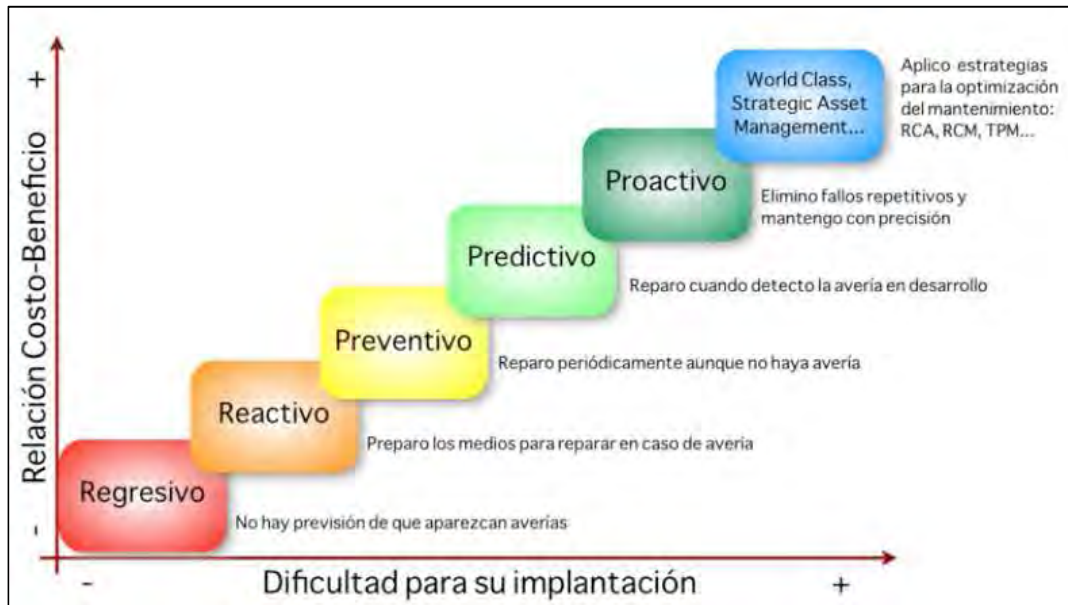 Relación Costo-Beneficio
+
-
World Class,
Strategic Asset
Management...
Aplico estrategias
para la optimización
del mantenimiento:
RCA, RCM, TPM...
Proactivo
Elimino fallos repetitivos y
mantengo con precisión
Predictivo
Reparo cuando detecto la avería en desarrollo
Preventivo
Reparo periódicamente aunque no haya avería
Reactivo
Preparo los medios para reparar en caso de avería
Regresivo
No hay previsión de que aparezcan averías
-
Dificultad para su implantación
+